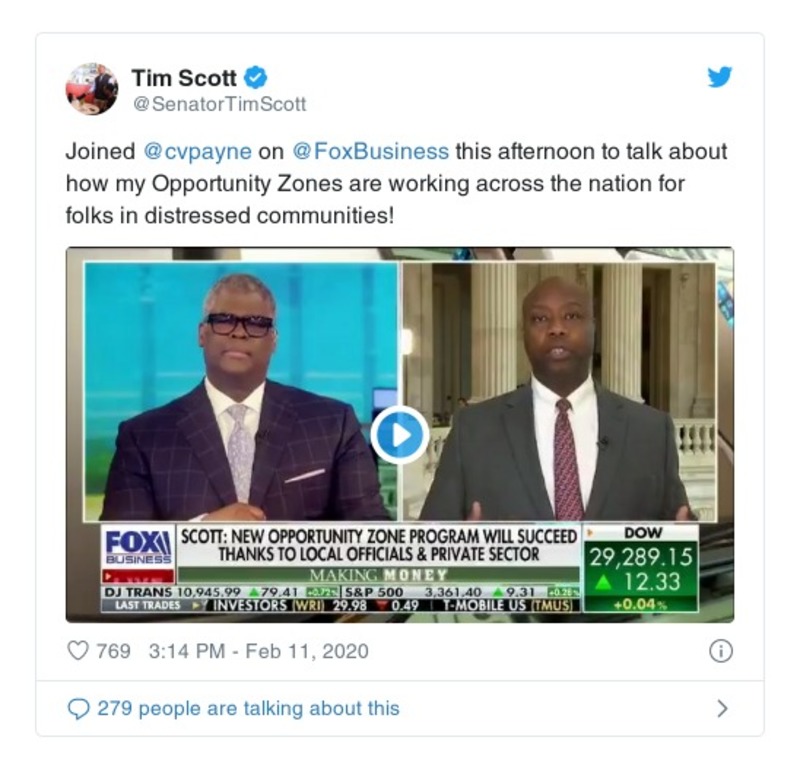 Tim Scott
@SenatorTimScott
Joined @cvpayne on @FoxBusiness this afternoon to talk about
how my Opportunity Zones are working across the nation for
folks in distressed communities!
FOX
BUSINESS
SCOTT: NEW OPPORTUNITY ZONE PROGRAM WILL SUCCEED
THANKS TO LOCAL OFFICIALS & PRIVATE SECTOR
MAKING MONEY
DOW
29,289.15
12.33
+0.04%
DJ TRANS 10,945.99 79.41 +0.72% S&P 500 3,361.40 9.31 +0.28%
LAST TRADES INVESTORS (WRI) 29.98 0.49 T-MOBILE US (TMUS)
769 3:14 PM - Feb 11, 2020
279 people are talking about this